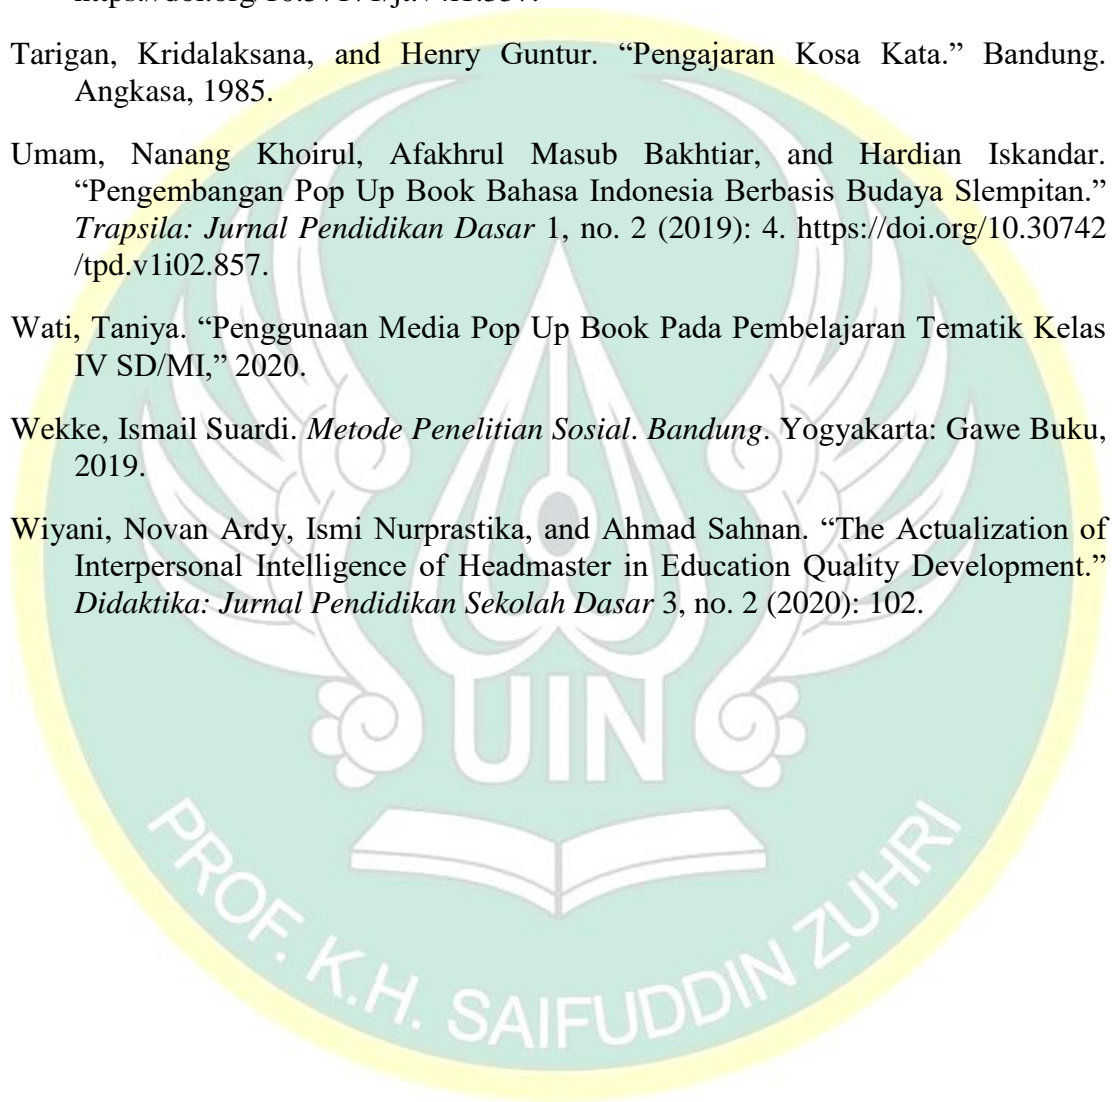 Tarigan, Kridalaksana, and Henry Guntur. “Pengajaran Kosa Kata.” Bandung.
Angkasa, 1985.
Umam, Nanang Khoirul, Afakhrul Masub Bakhtiar, and Hardian Iskandar.
“Pengembangan Pop Up Book Bahasa Indonesia Berbasis Budaya Slempitan.”
Trapsila: Jurnal Pendidikan Dasar 1, no. 2 (2019): 4. https://doi.org/10.30742
/tpd.v1i02.857.
Wati, Taniya. “Penggunaan Media Pop Up Book Pada Pembelajaran Tematik Kelas
IV SD/MI,” 2020.
Wekke, Ismail Suardi. Metode Penelitian Sosial. Bandung. Yogyakarta: Gawe Buku,
2019.
Wiyani, Novan Ardy, Ismi Nurprastika, and Ahmad Sahnan. “The Actualization of
Interpersonal Intelligence of Headmaster in Education Quality Development.”
Didaktika: Jurnal Pendidikan Sekolah Dasar 3, no. 2 (2020): 102.
UIN
PROF. K.H. SAIFUDDIN ZUHRI